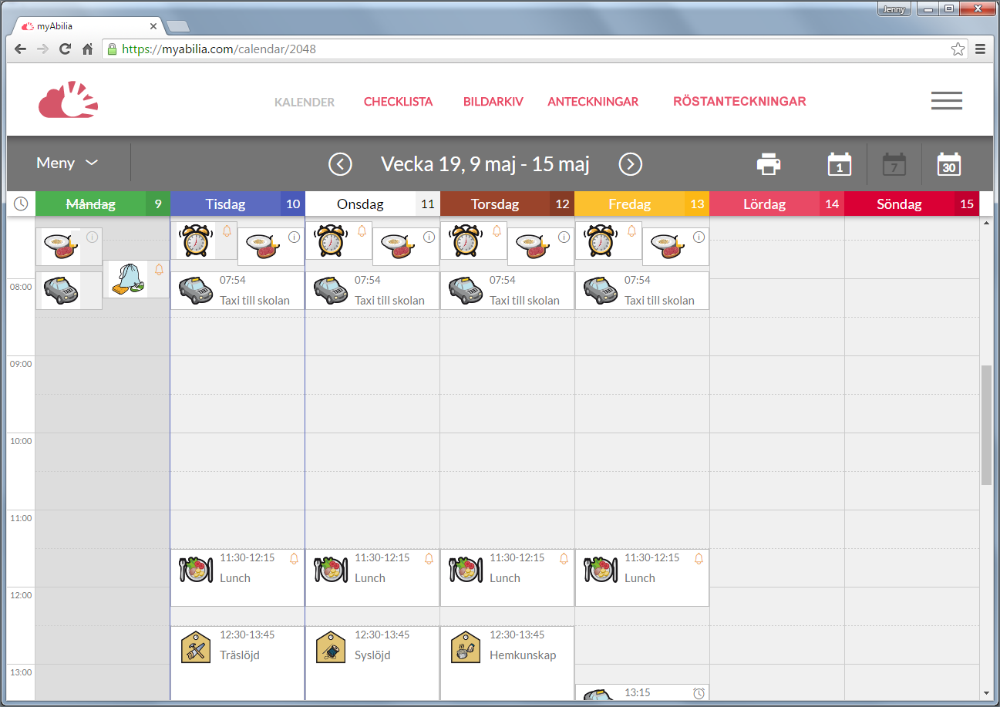 Jenny
myAbilia
https://myabilia.com/calendar/2048
KALENDER CHECKLISTA BILDARKIV ANTECKNINGAR RÖSTANTECKNINGAR
Meny Vecka 19, 9 maj - 15 maj 1 7 30
Måndag 9 Tisdag 10 Onsdag 11 Torsdag 12 Fredag 13 Lördag 14 Söndag 15
07:54 07:54 07:54 07:54
08:00
Taxi till skolan Taxi till skolan Taxi till skolan Taxi till skolan
09:00
10:00
11:00
11:30-12:15 11:30-12:15 11:30-12:15 11:30-12:15
Lunch Lunch Lunch Lunch
12:00
12:30-13:45 12:30-13:45 12:30-13:45
Träslöjd Syslöjd Hemkunskap
13:00
13:15